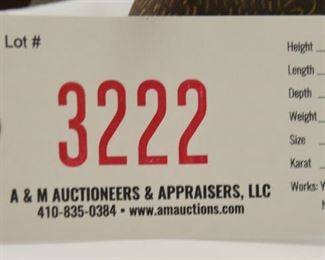 Lot #
3222
A & M AUCTIONEERS & APPRAISERS, LLC
410-835-0384 • www.amauctions.com
Height
Length
Depth
Weight
Size
Karat
Works: Y